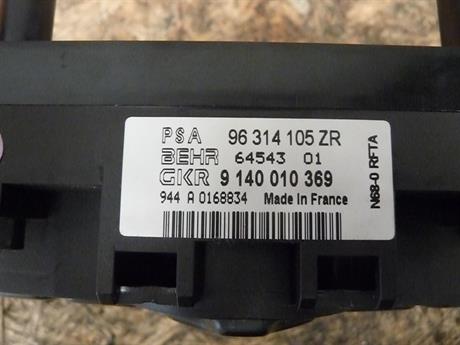 PSA 96 314 105 ZR
BEHR 64543 01
GKR 9 140 010 369
944 A 0168834 Made In France
N68-0 RFTA